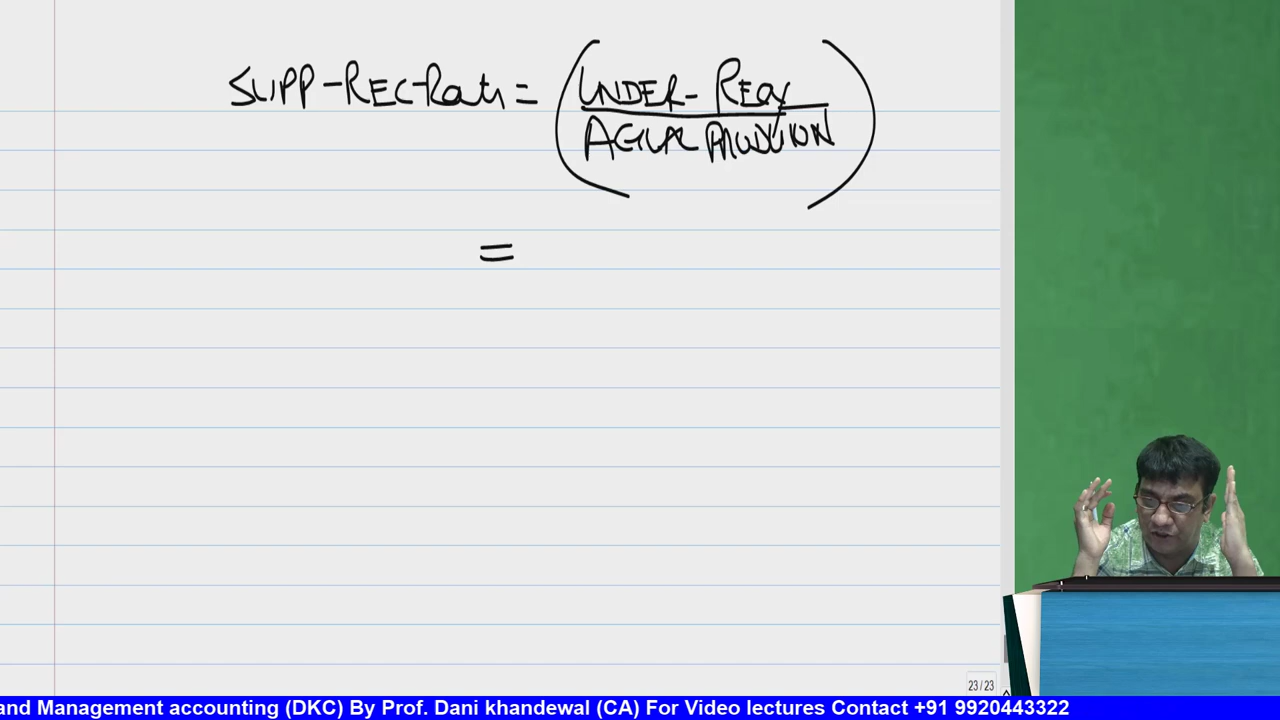 SUPP-REC-Rate = (UNDER-RECY
ACTUAL PRODUCTION)
=
23/23
and Management accounting (DKC) By Prof. Dani khandewal (CA) For Video lectures Contact +91 9920443322